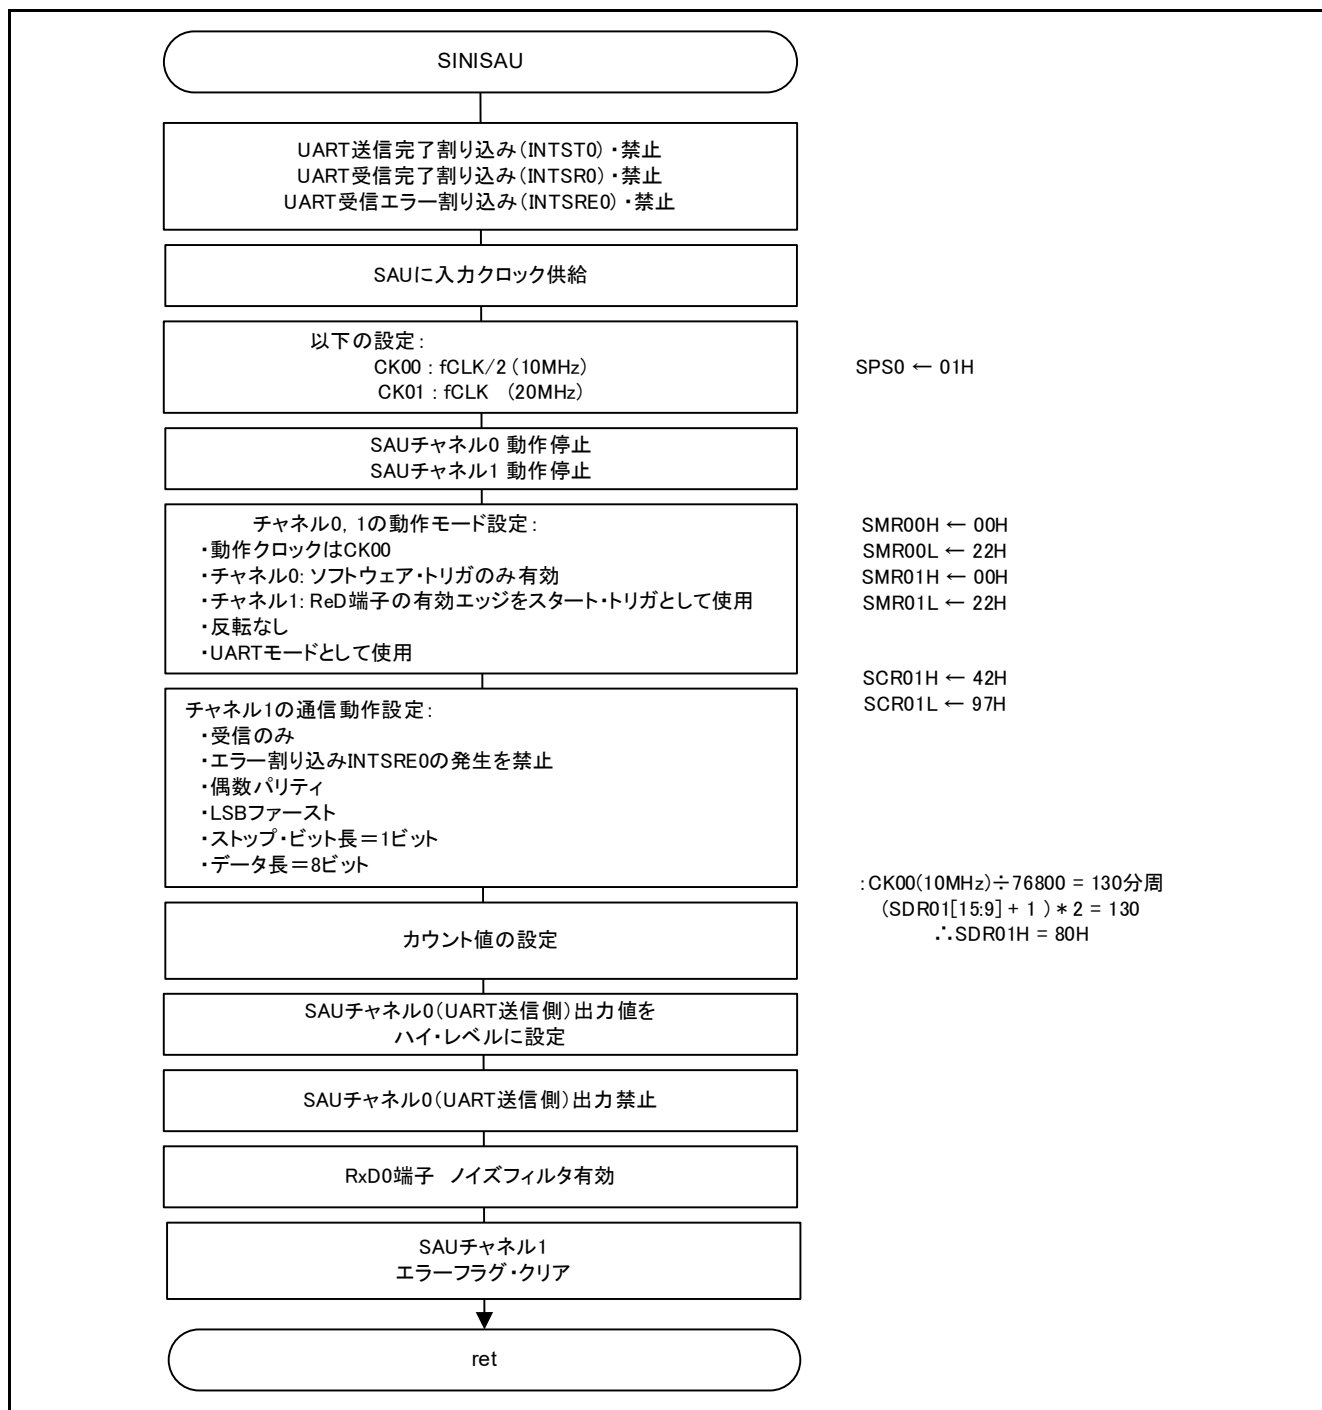 SINISAU
UART送信完了割り込み(INTST0)・禁止
UART受信完了割り込み(INTSR0)・禁止
UART受信エラー割り込み(INTSRE0)・禁止
SAUに入力クロック供給
以下の設定:
CK00 : fCLK/2 (10MHz)
CK01 : fCLK (20MHz)
SPS0 ← 01H
SAUチャネル0 動作停止
SAUチャネル1 動作停止
チャネル0, 1の動作モード設定:
・動作クロックはCK00
・チャネル0: ソフトウェア・トリガのみ有効
・チャネル1: ReD端子の有効エッジをスタート・トリガとして使用
・反転なし
・UARTモードとして使用
SMR00H ← 00H
SMR00L ← 22H
SMR01H ← 00H
SMR01L ← 22H
SCR01H ← 42H
SCR01L ← 97H
チャネル1の通信動作設定:
・受信のみ
・エラー割り込みINTSRE0の発生を禁止
・偶数パリティ
・LSBファースト
・ストップ・ビット長=1ビット
・データ長=8ビット
:CK00(10MHz)÷76800 = 130分周
(SDR01[15:9] + 1 ) * 2 = 130
∴SDR01H = 80H
カウント値の設定
SAUチャネル0(UART送信側)出力値を
ハイ・レベルに設定
SAUチャネル0(UART送信側)出力禁止
RxD0端子 ノイズフィルタ有効
SAUチャネル1
エラーフラグ・クリア
ret